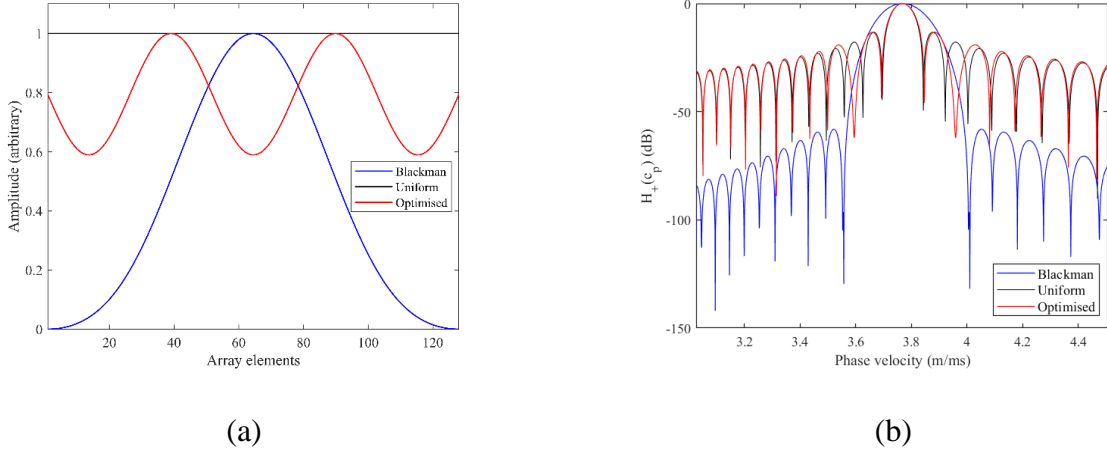 1
0.8
0.6
0.4
0.2
0
20 40 60 80 100 120
Amplitude (arbitrary)
Array elements
Blackman
Uniform
Optimised
(a)
0
-50
-100
-150
3.2 3.4 3.6 3.8 4 4.2 4.4
H+(cp) (dB)
Phase velocity (m/ms)
Blackman
Uniform
Optimised
(b)